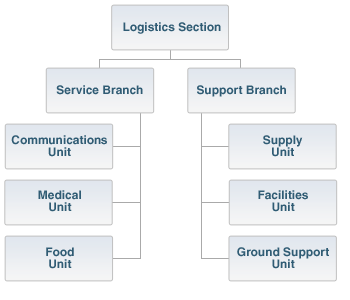 Logistics Section
Service Branch
Support Branch
Communications
Unit
Supply
Unit
Medical
Unit
Facilities
Unit
Food
Unit
Ground Support
Unit